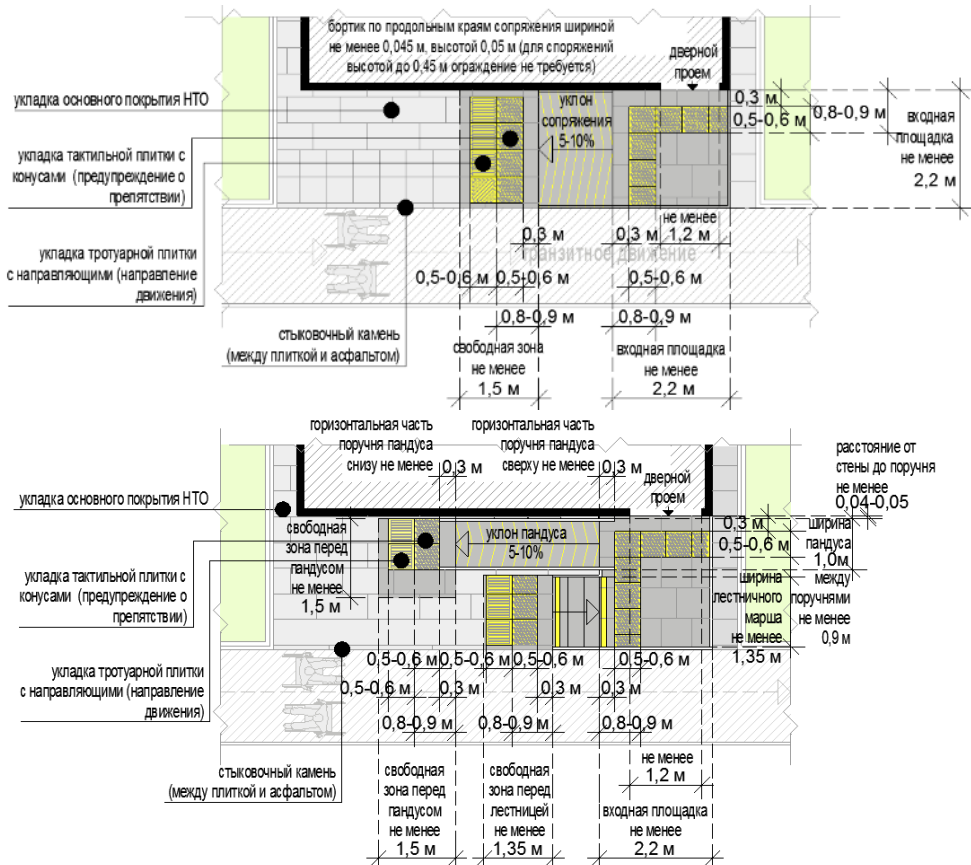 бортик по продольным краям сопряжения шириной
не менее 0,045 м, высотой 0,05 м (для споряжений
высотой до 0,45 м ограждение не требуется)
дверной
проем
укладка основного покрытия НТО
уклон
сопряжения
5-10%
0,3 м
0,5-0,6 м
0,8-0,9 м
входная
площадка
не менее
2,2 м
укладка тактильной плитки с
конусами (предупреждение о
препятствии)
не менее
1,2 м
0,3 м
0,3 м
транзитное движение
укладка тротуарной плитки
с направляющими (направление
движения)
0,5-0,6 м
0,5-0,6 м
0,5-0,6 м
0,8-0,9 м
0,8-0,9 м
стыковочный камень
(между плиткой и асфальтом)
свободная зона
не менее
1,5 м
входная площадка
не менее
2,2 м
горизонтальная часть
поручня пандуса
снизу не менее
0,3 м
горизонтальная часть
поручня пандуса
сверху не менее
0,3 м
дверной
проем
расстояние от
стены до поручня
не менее
0,04-0,05
укладка основного покрытия НТО
свободная
зона перед
пандусом
не менее
1,5 м
уклон пандуса
5-10%
0,3 м
0,5-0,6 м
ширина
пандуса
1,0м
между
поручнями
не менее
0,9 м
ширина
лестничного
марша
не менее
1,35 м
укладка тактильной плитки с
конусами (предупреждение о
препятствии)
укладка тротуарной плитки
с направляющими (направление
движения)
0,5-0,6 м
0,5-0,6 м
0,5-0,6 м
0,5-0,6 м
0,5-0,6 м
0,3 м
0,3 м
0,3 м
0,8-0,9 м
0,8-0,9 м
0,8-0,9 м
стыковочный камень
(между плиткой и асфальтом)
свободная
зона перед
пандусом
не менее
1,5 м
свободная
зона перед
лестницей
не менее
1,35 м
не менее
1,2 м
входная площадка
не менее
2,2 м